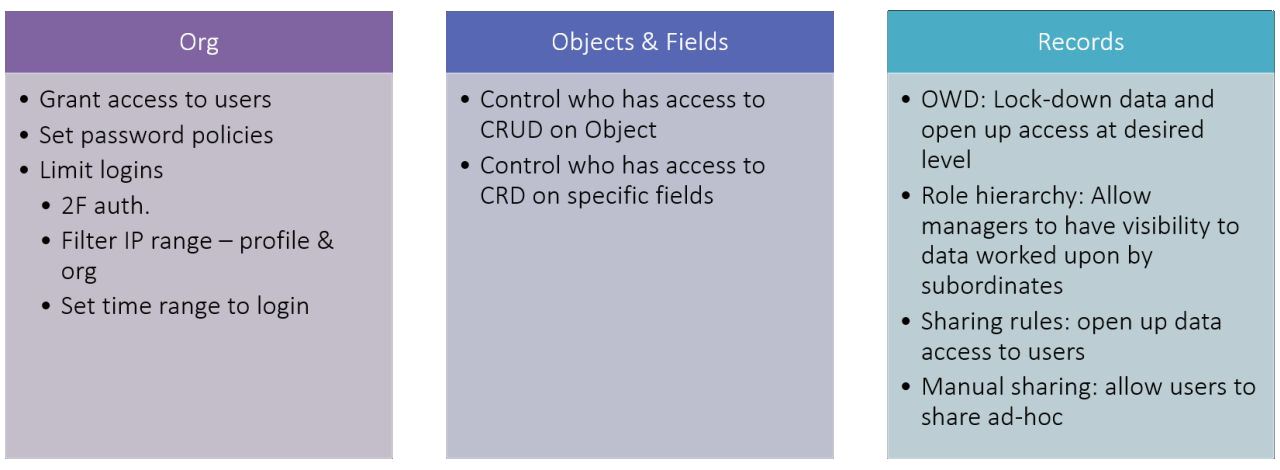 Org
• Grant access to users
• Set password policies
• Limit logins
• 2F auth.
• Filter IP range – profile &
org
• Set time range to login
Objects & Fields
• Control who has access to
CRUD on Object
• Control who has access to
CRD on specific fields
Records
• OWD: Lock-down data and
open up access at desired
level
• Role hierarchy: Allow
managers to have visibility to
data worked upon by
subordinates
• Sharing rules: open up data
access to users
• Manual sharing: allow users to
share ad-hoc